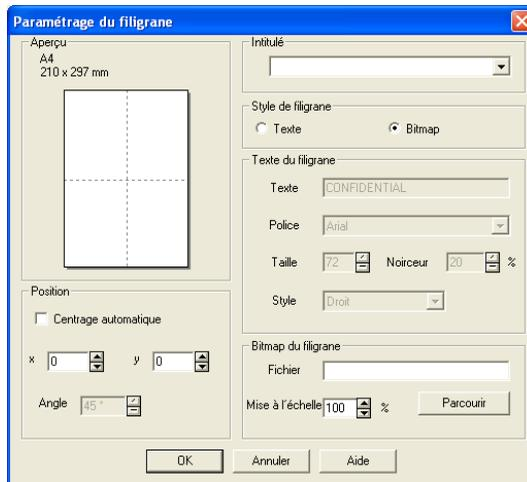 Paramétrage du filigrane
Aperçu
A4
210 x 297 mm
Position
Centrage automatique
x 0 y 0
Angle 45 °
Intitulé
Style de filigrane
Texte Bitmap
Texte du filigrane
Texte CONFIDENTIAL
Police Arial
Taille 72 Noirceur 20 %
Style Droit
Bitmap du filigrane
Fichier
Mise à l'échelle 100 % Parcourir
OK Annuler Aide